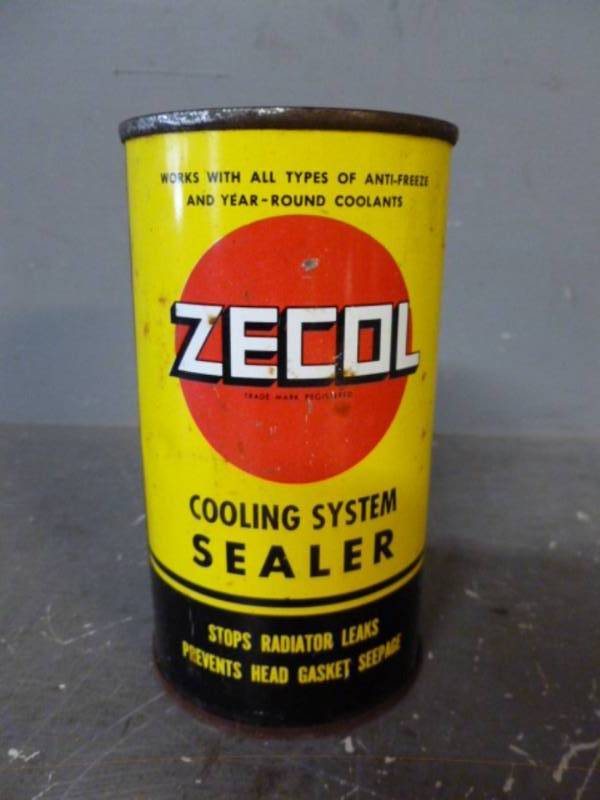 WORKS WITH ALL TYPES OF ANTI-FREEZE
AND YEAR-ROUND COOLANTS
ZECOL
TRADE MARK REGISTERED
COOLING SYSTEM
SEALER
STOPS RADIATOR LEAKS
PREVENTS HEAD GASKET SEEPAGE